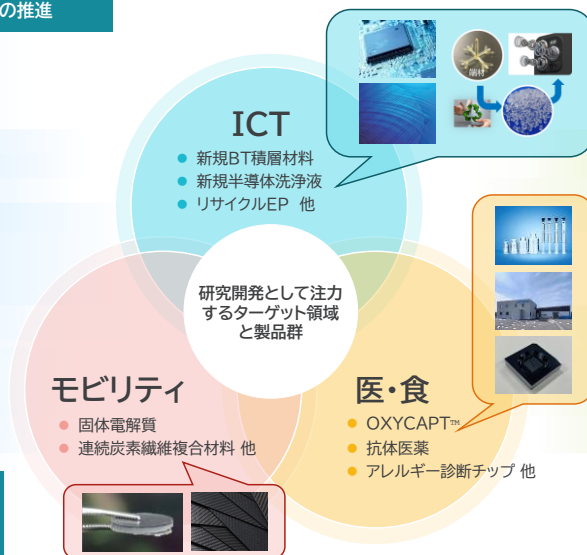 の推進
端材
ICT
新規BT積層材料
新規半導体洗浄液
リサイクルEP 他
研究開発として注力
するターゲット領域
と製品群
モビリティ
固体電解質
連続炭素繊維複合材料 他
医・食
OXYCAPT™
抗体医薬
アレルギー診断チップ 他